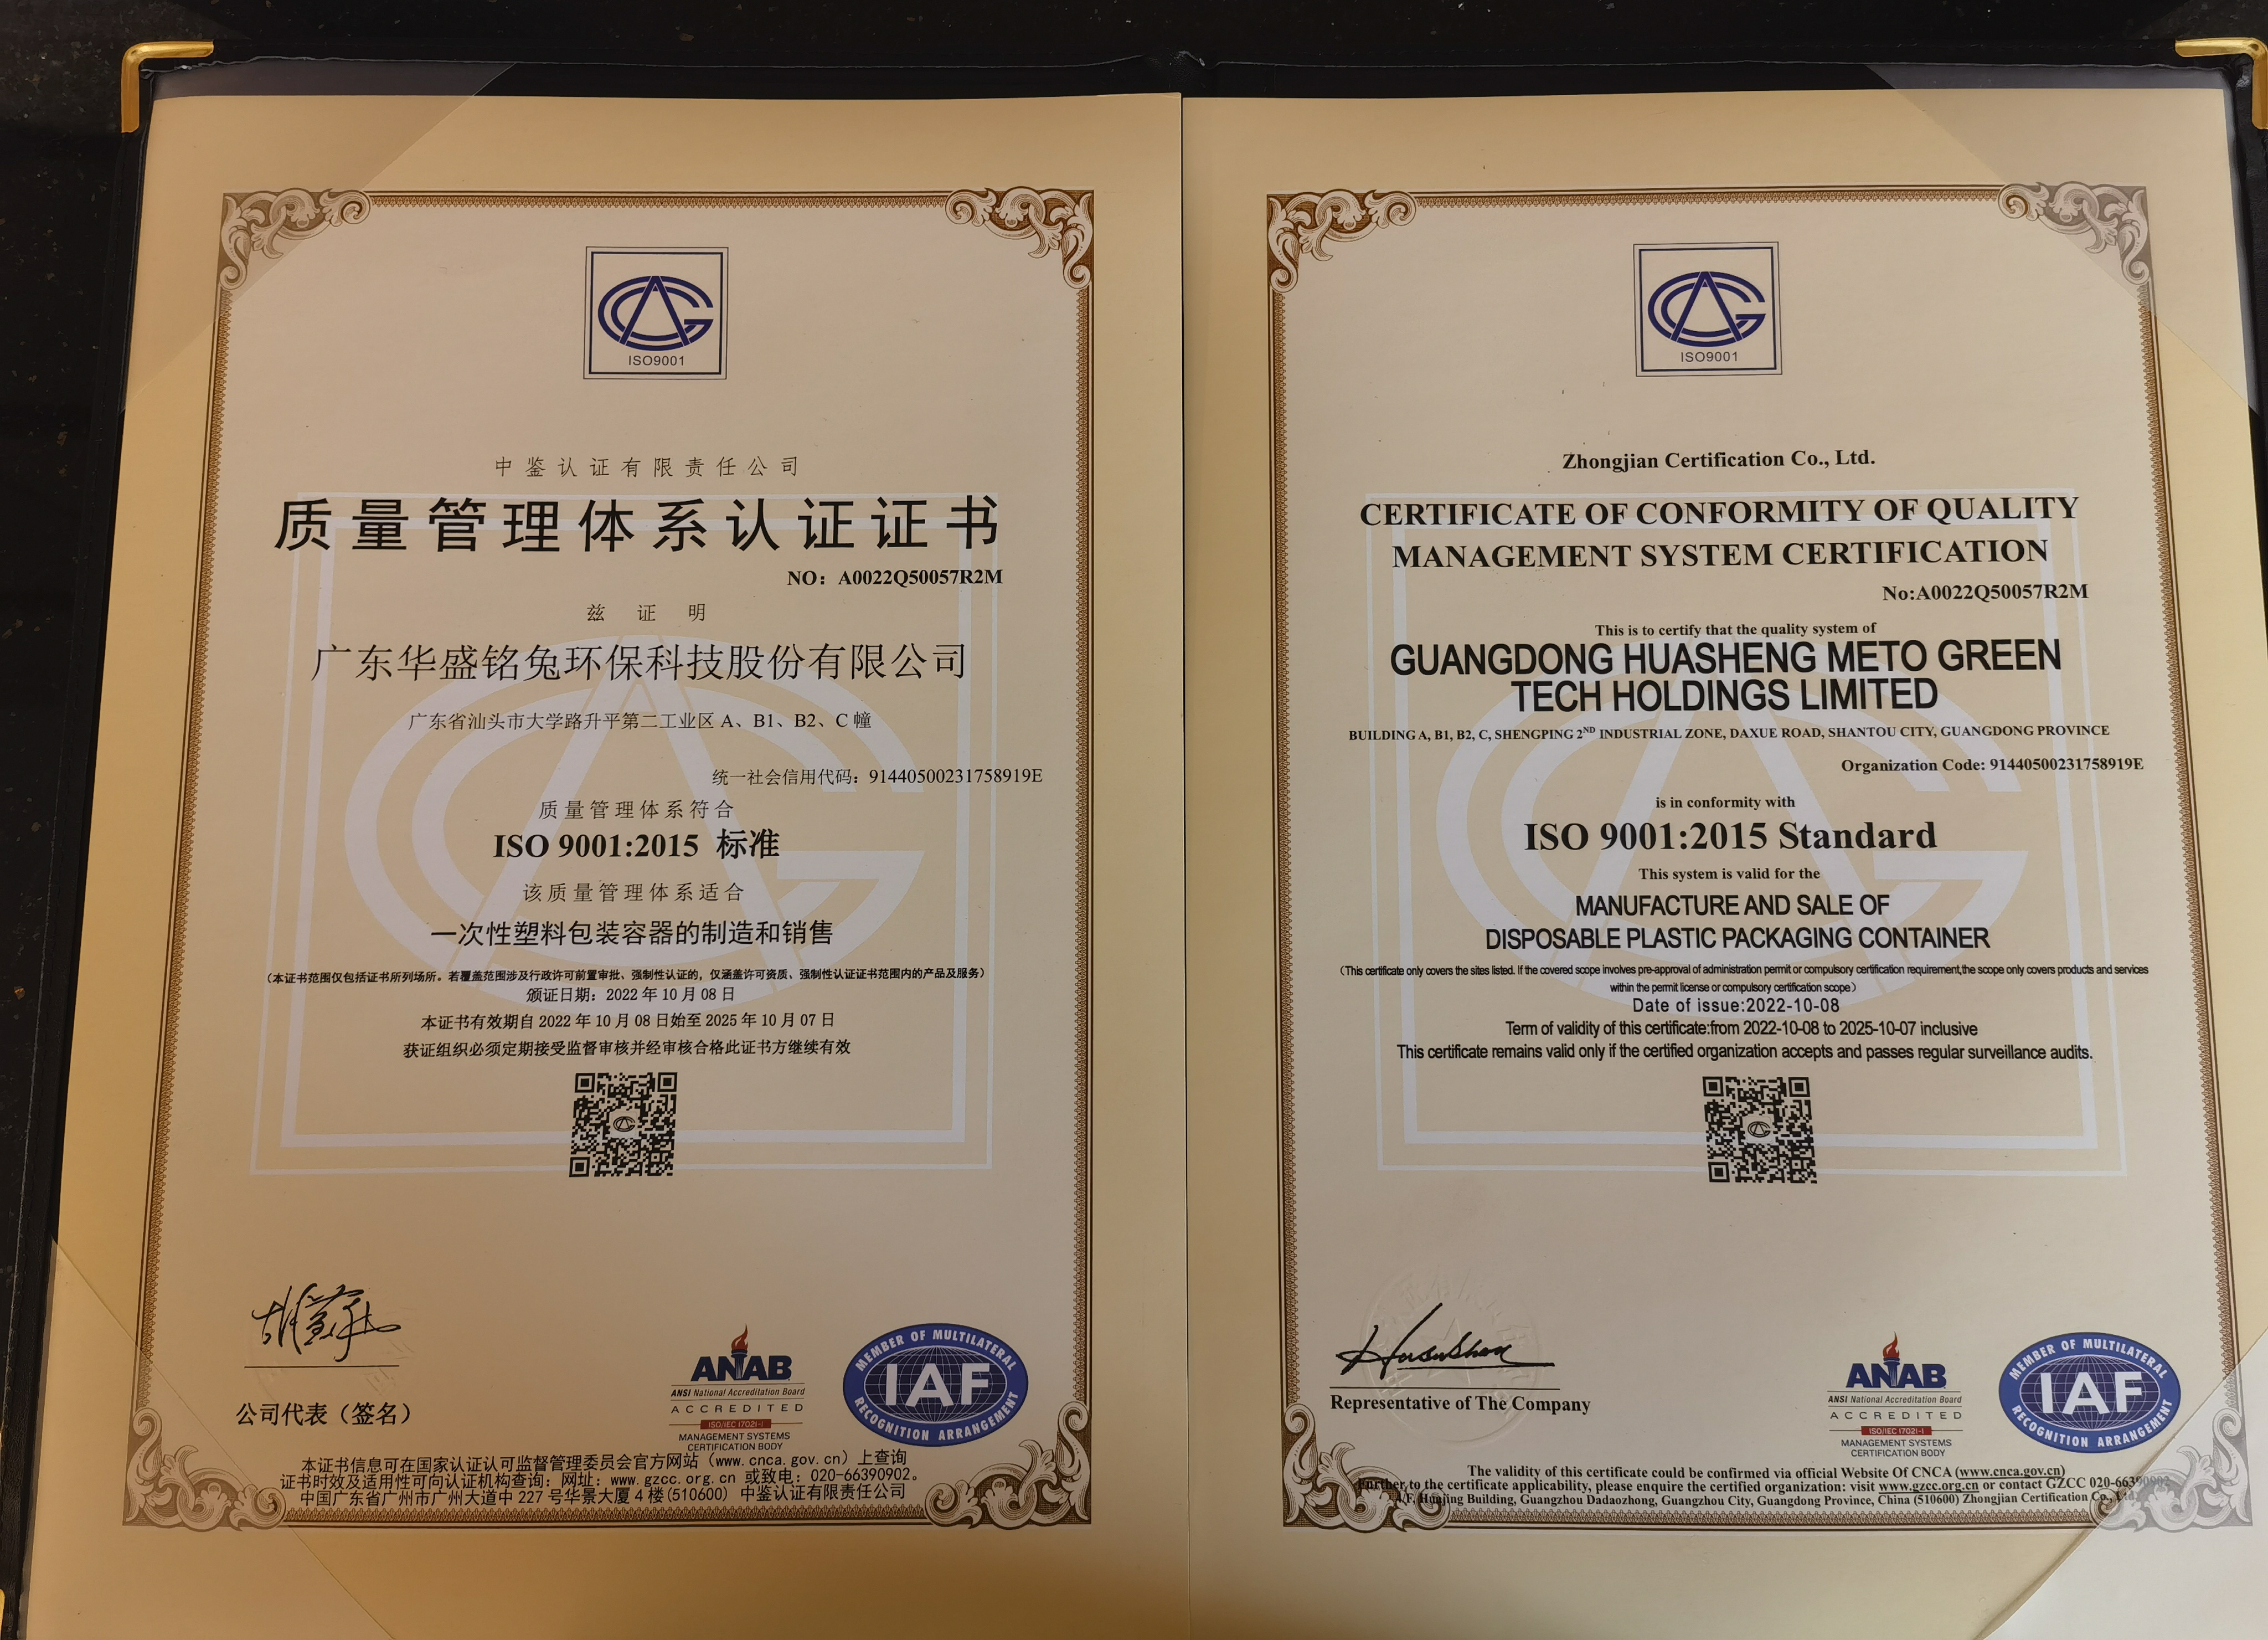 ISO9001
中鉴认证有限责任公司
质量管理体系认证证书
NO：A0022Q50057R2M
兹 证 明
广东华盛铭兔环保科技股份有限公司
广东省汕头市大学路升平第二工业区 A、B1、B2、C 幢
统一社会信用代码：91440500231758919E
质量管理体系符合
ISO 9001:2015 标准
该质量管理体系适合
一次性塑料包装容器的制造和销售
（本证书范围仅包括证书所列场所。若覆盖范围涉及行政许可前置审批、强制性认证的，仅涵盖许可资质、强制性认证证书范围内的产品及服务）
颁证日期：2022 年 10 月 08 日
本证书有效期自 2022 年 10 月 08 日始至 2025 年 10 月 07 日
获证组织必须定期接受监督审核并经审核合格此证书方继续有效
公司代表（签名）
ANAB
ANSI National Accreditation Board
ACCREDITED
ISO/IEC 17021-1
MANAGEMENT SYSTEMS
CERTIFICATION BODY
MEMBER OF MULTILATERAL
IAF
RECOGNITION ARRANGEMENT
本证书信息可在国家认证认可监督管理委员会官方网站（www.cnca.gov.cn）上查询
证书时效及适用性可向认证机构查询：网址：www.gzcc.org.cn 或致电：020-66390902。
中国广东省广州市广州大道中 227 号华景大厦 4 楼(510600) 中鉴认证有限责任公司
ISO9001
Zhongjian Certification Co., Ltd.
CERTIFICATE OF CONFORMITY OF QUALITY
MANAGEMENT SYSTEM CERTIFICATION
No:A0022Q50057R2M
This is to certify that the quality system of
GUANGDONG HUASHENG METO GREEN
TECH HOLDINGS LIMITED
BUILDING A, B1, B2, C, SHENGPING 2ND INDUSTRIAL ZONE, DAXUE ROAD, SHANTOU CITY, GUANGDONG PROVINCE
Organization Code: 91440500231758919E
is in conformity with
ISO 9001:2015 Standard
This system is valid for the
MANUFACTURE AND SALE OF
DISPOSABLE PLASTIC PACKAGING CONTAINER
（This certificate only covers the sites listed. If the covered scope involves pre-approval of administration permit or compulsory certification requirement,the scope only covers products and services
within the permit license or compulsory certification scope）
Date of issue:2022-10-08
Term of validity of this certificate:from 2022-10-08 to 2025-10-07 inclusive
This certificate remains valid only if the certified organization accepts and passes regular surveillance audits.
Representative of The Company
ANAB
ANSI National Accreditation Board
ACCREDITED
ISO/IEC 17021-1
MANAGEMENT SYSTEMS
CERTIFICATION BODY
MEMBER OF MULTILATERAL
IAF
RECOGNITION ARRANGEMENT
The validity of this certificate could be confirmed via official Website Of CNCA (www.cnca.gov.cn)
Further to the certificate applicability, please enquire the certified organization: visit www.gzcc.org.cn or contact GZCC 020-66390902
Huajing Building, Guangzhou Dadaozhong, Guangzhou City, Guangdong Province, China (510600) Zhongjian Certification Co.,